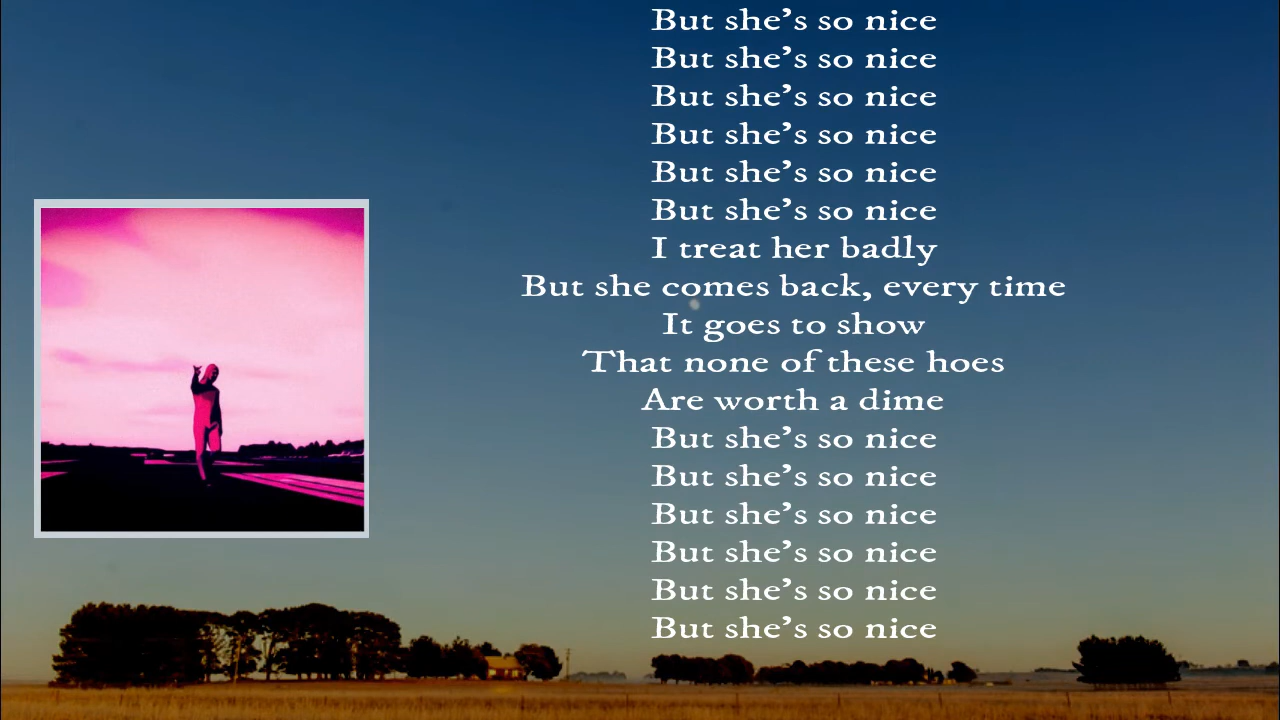 But she's so nice
But she's so nice
But she's so nice
But she's so nice
But she's so nice
But she's so nice
I treat her badly
But she comes back, every time
It goes to show
That none of these hoes
Are worth a dime
But she's so nice
But she's so nice
But she's so nice
But she's so nice
But she's so nice
But she's so nice